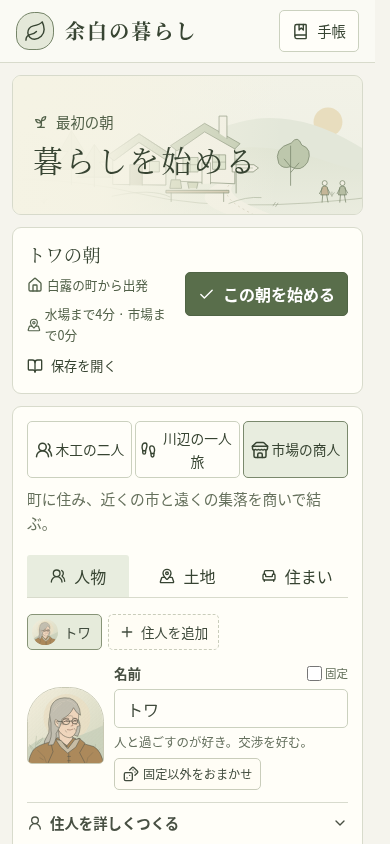 余白の暮らし
手帳
最初の朝
暮らしを始める
トワの朝
白露の町から出発
水場まで4分・市場ま
で0分
この朝を始める
保存を開く
木工の二人
川辺の一人
旅
市場の商人
町に住み、近くの市と遠くの集落を商いで結
ぶ。
人物
土地
住まい
トワ
住人を追加
名前
固定
トワ
人と過ごすのが好き。交渉を好む。
固定以外をおまかせ
住人を詳しくつくる